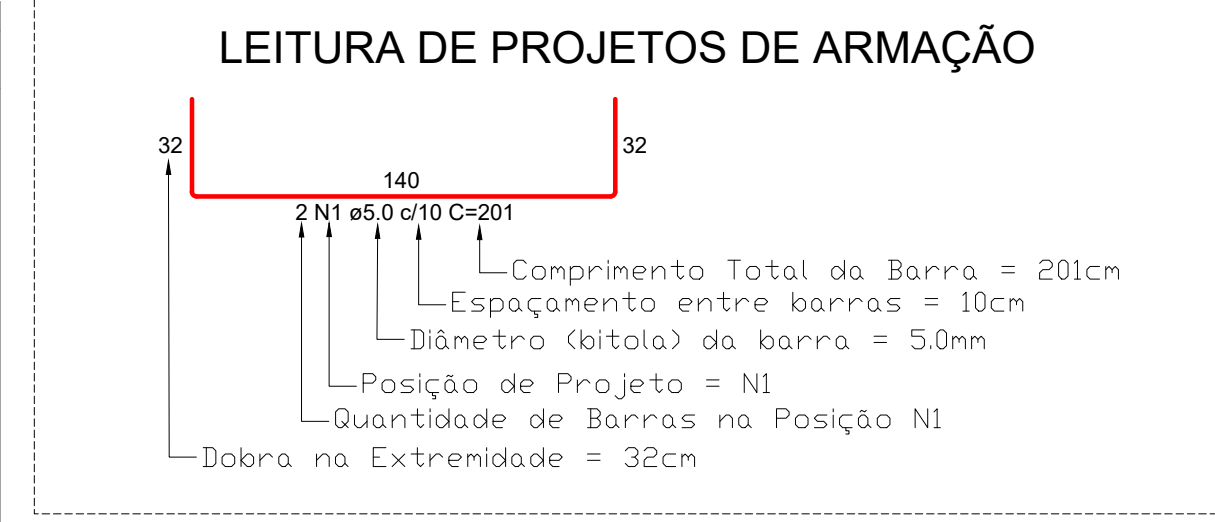 LEITURA DE PROJETOS DE ARMAÇÃO
32
32
140
2 N1 ø5.0 c/10 C=201
Comprimento Total da Barra = 201cm
Espaçamento entre barras = 10cm
Diâmetro (bitola) da barra = 5.0mm
Posição de Projeto = N1
Quantidade de Barras na Posição N1
Dobra na Extremidade = 32cm